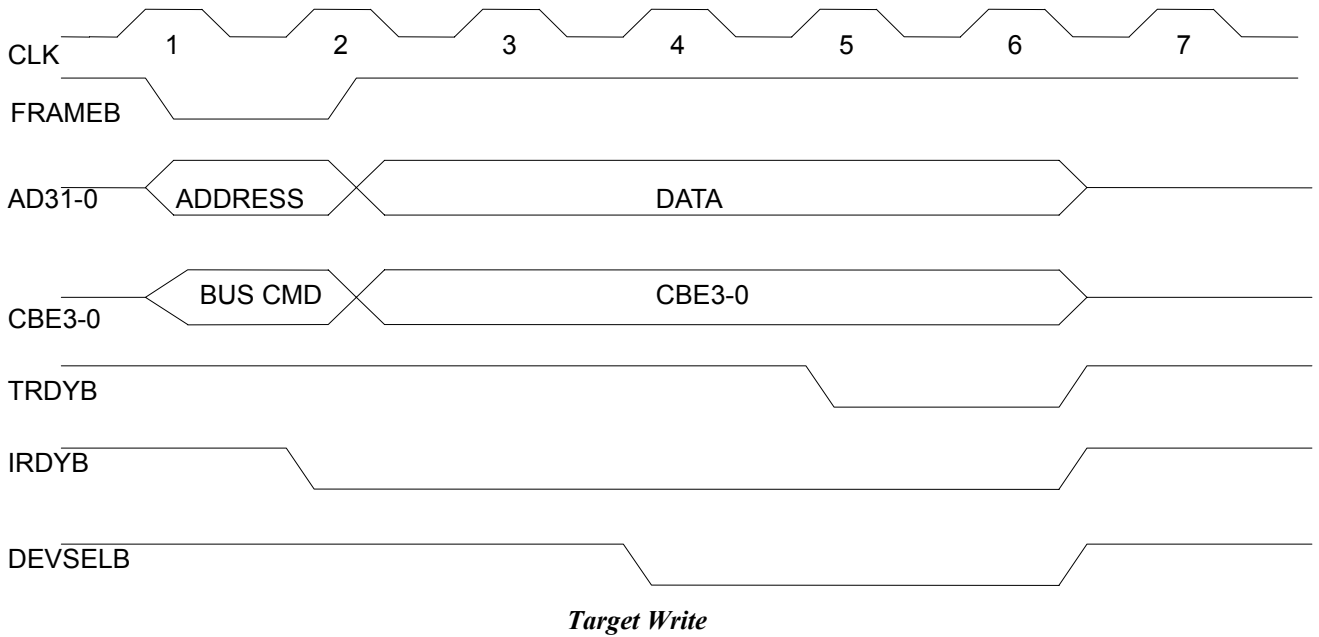 CLK 1 2 3 4 5 6 7
FRAMEB
AD31-0 ADDRESS DATA
CBE3-0 BUS CMD CBE3-0
TRDYB
IRDYB
DEVSELB
Target Write